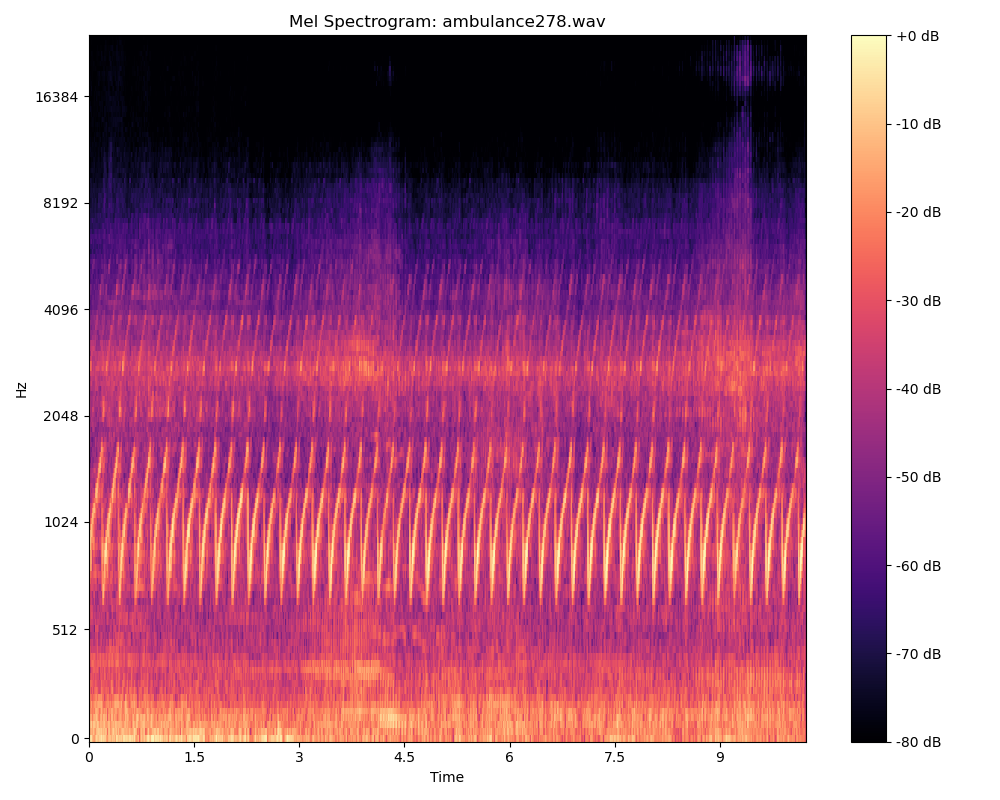 Mel Spectrogram: ambulance278.wav
+0 dB
16384
-10 dB
8192
-20 dB
4096
-30 dB
Hz
-40 dB
2048
-50 dB
1024
-60 dB
512
-70 dB
0
-80 dB
0 1.5 3 4.5 6 7.5 9
Time